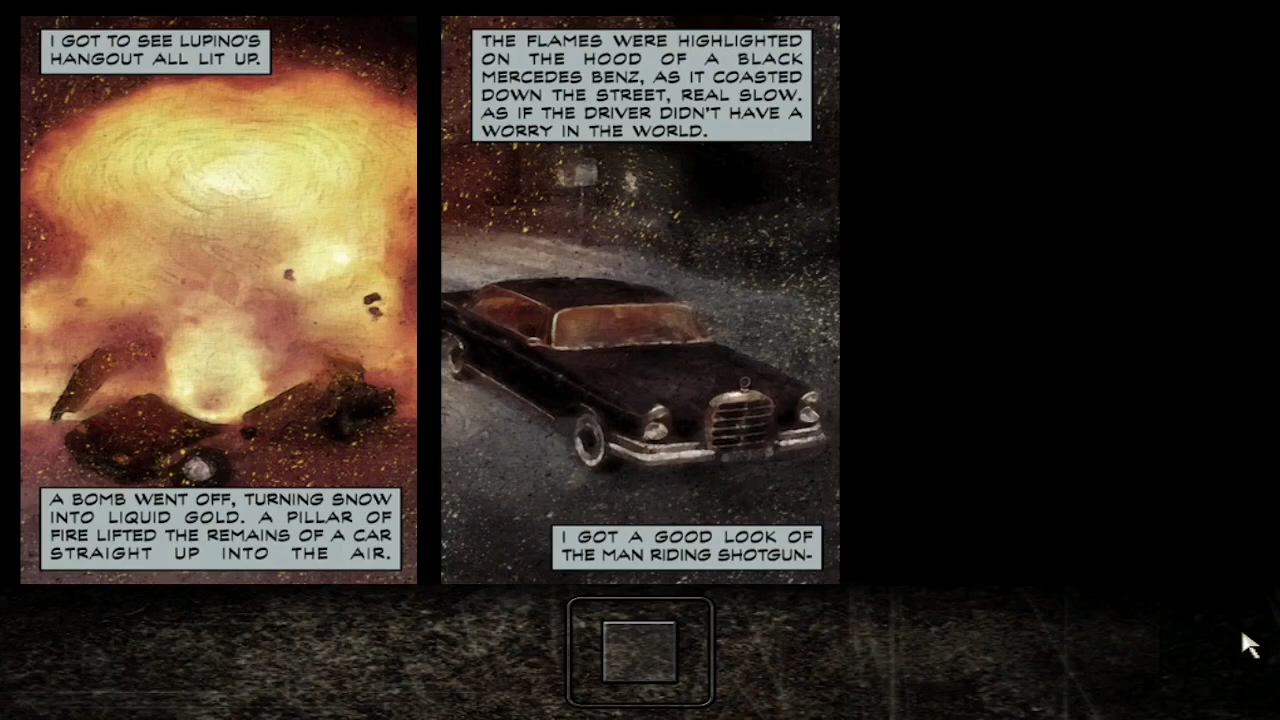 I GOT TO SEE LUPINO'S
HANGOUT ALL LIT UP.
A BOMB WENT OFF, TURNING SNOW
INTO LIQUID GOLD. A PILLAR OF
FIRE LIFTED THE REMAINS OF A CAR
STRAIGHT UP INTO THE AIR.
THE FLAMES WERE HIGHLIGHTED
ON THE HOOD OF A BLACK
MERCEDES BENZ, AS IT COASTED
DOWN THE STREET, REAL SLOW.
AS IF THE DRIVER DIDN'T HAVE A
WORRY IN THE WORLD.
I GOT A GOOD LOOK OF
THE MAN RIDING SHOTGUN-